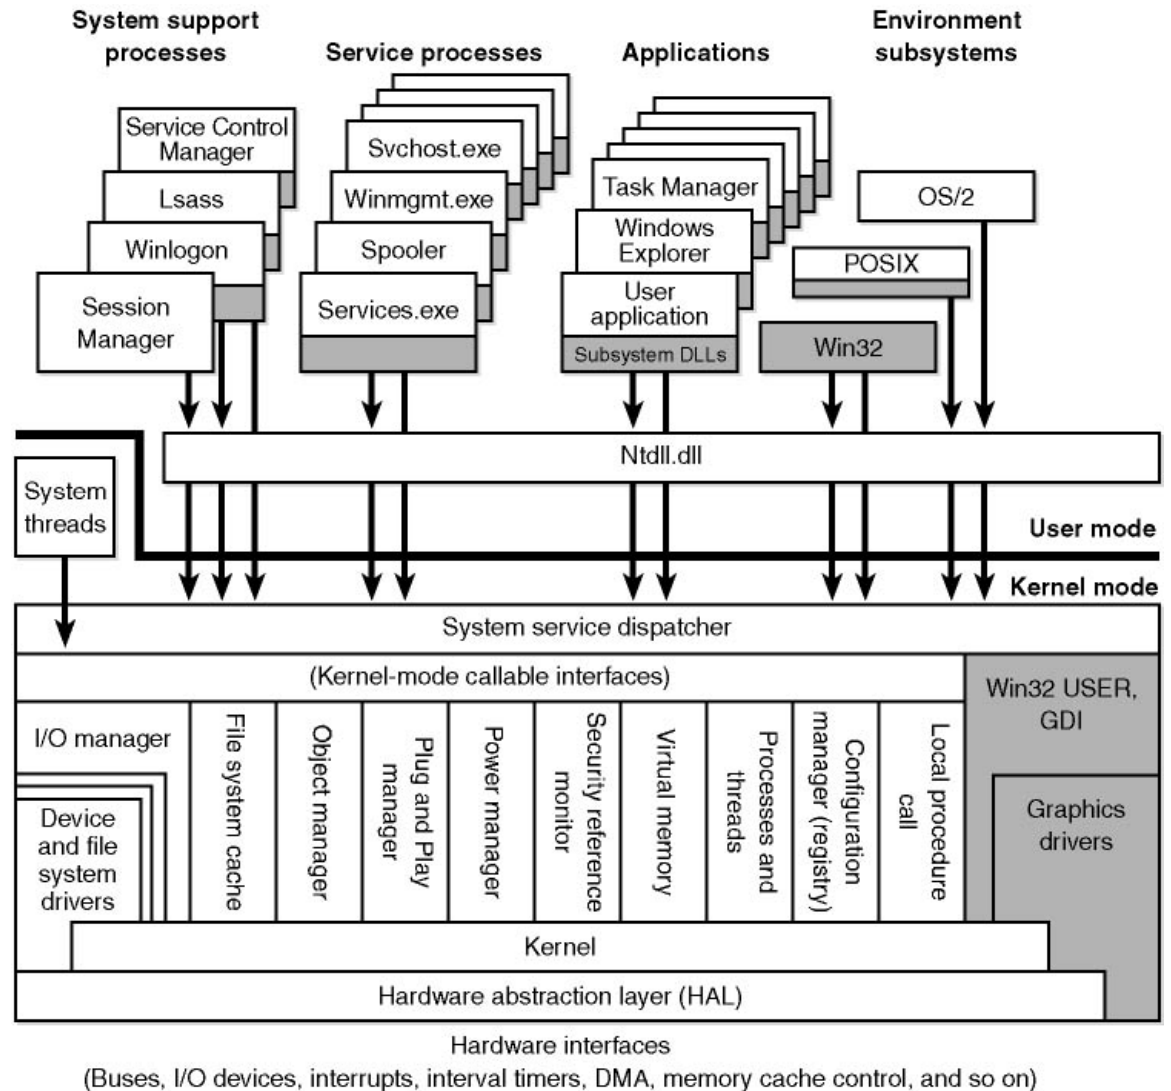 System support
processes
Service processes
Applications
Environment
subsystems
Service Control
Manager
Lsass
Winlogon
Session
Manager
Svchost.exe
Winmgmt.exe
Spooler
Services.exe
Task Manager
Windows
Explorer
User
application
Subsystem DLLs
OS/2
POSIX
Win32
Ntdll.dll
System
threads
User mode
Kernel mode
System service dispatcher
(Kernel-mode callable interfaces)
Win32 USER,
GDI
I/O manager
Device
and file
system
drivers
File system cache
Object manager
Plug and Play
manager
Power manager
Security reference
monitor
Virtual memory
Processes and
threads
Configuration
manager (registry)
Local procedure
call
Graphics
drivers
Kernel
Hardware abstraction layer (HAL)
Hardware interfaces
(Buses, I/O devices, interrupts, interval timers, DMA, memory cache control, and so on)